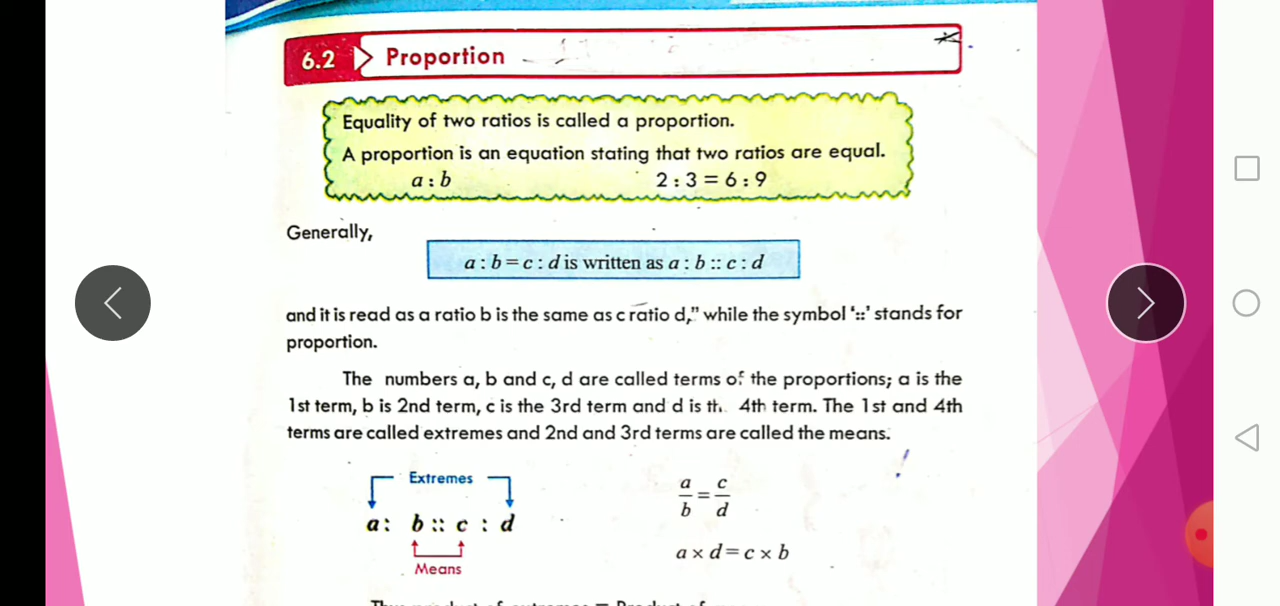 6.2 Proportion
Equality of two ratios is called a proportion.
A proportion is an equation stating that two ratios are equal.
a : b 2 : 3 = 6 : 9
Generally,
a : b = c : d is written as a : b :: c : d
and it is read as a ratio b is the same as c ratio d,” while the symbol ‘::’ stands for
proportion.
The numbers a, b and c, d are called terms of the proportions; a is the
1st term, b is 2nd term, c is the 3rd term and d is 4th term. The 1st and 4th
terms are called extremes and 2nd and 3rd terms are called the means.
Extremes
a : b :: c : d
Means
a/b = c/d
a × d = c × b